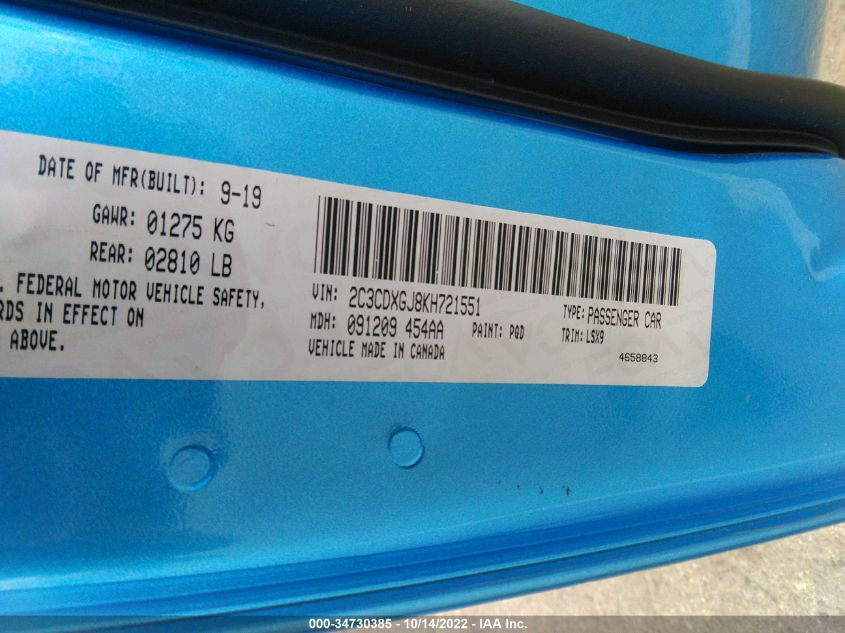 DATE OF MFR(BUILT): 9-19
GAWR: 01275 KG
REAR: 02810 LB
. FEDERAL MOTOR VEHICLE SAFETY,
RDS IN EFFECT ON
ABOVE.
VIN: 2C3CDXGJ8KH721551
TYPE: PASSENGER CAR
MDH: 091209 454AA
PAINT: PQD
TRIM: LSX9
VEHICLE MADE IN CANADA
4658843
000-34730385 - 10/14/2022 - IAA Inc.